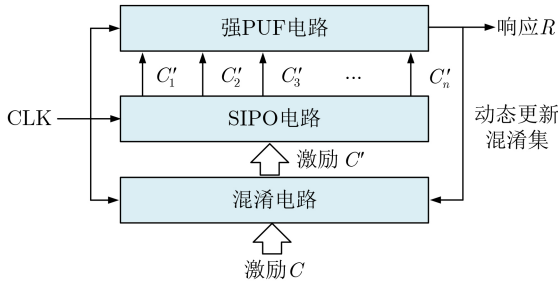 强PUF电路
响应R
C′1 C′2 C′3 ... C′n
CLK
SIPO电路
动态更新
混淆集
激励 C′
混淆电路
激励C